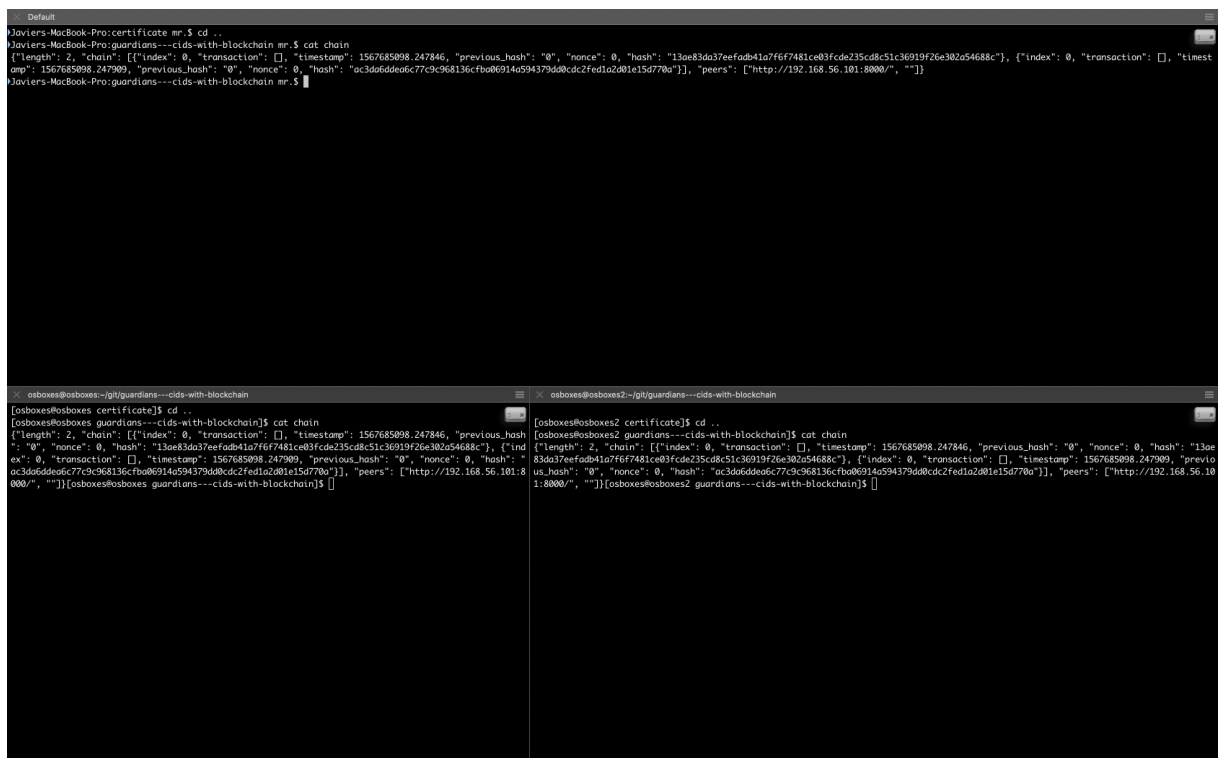 Default
Javiers-MacBook-Pro:certificate mr.$ cd ..
Javiers-MacBook-Pro:guardians---cids-with-blockchain mr.$ cat chain
{"length": 2, "chain": [{"index": 0, "transaction": [], "timestamp": 1567685098.247846, "previous_hash": "0", "nonce": 0, "hash": "13ae83da37eefadb41a7f6f7481ce03fcde235cd8c51c36919f26e302a54688c"}, {"index": 0, "transaction": [], "timest
amp": 1567685098.247909, "previous_hash": "0", "nonce": 0, "hash": "ac3da6ddea6c77c9c968136cfba06914a594379dd0cdc2fed1a2d01e15d770a"}], "peers": ["http://192.168.56.101:8000/", ""]}
Javiers-MacBook-Pro:guardians---cids-with-blockchain mr.$
osboxes@osboxes:~/git/guardians---cids-with-blockchain
[osboxes@osboxes certificate]$ cd ..
[osboxes@osboxes guardians---cids-with-blockchain]$ cat chain
{"length": 2, "chain": [{"index": 0, "transaction": [], "timestamp": 1567685098.247846, "previous_hash
": "0", "nonce": 0, "hash": "13ae83da37eefadb41a7f6f7481ce03fcde235cd8c51c36919f26e302a54688c"}, {"ind
ex": 0, "transaction": [], "timestamp": 1567685098.247909, "previous_hash": "0", "nonce": 0, "hash": "
ac3da6ddea6c77c9c968136cfba06914a594379dd0cdc2fed1a2d01e15d770a"}], "peers": ["http://192.168.56.101:8
000/", ""]}[osboxes@osboxes guardians---cids-with-blockchain]$
osboxes@osboxes2:~/git/guardians---cids-with-blockchain
[osboxes@osboxes2 certificate]$ cd ..
[osboxes@osboxes2 guardians---cids-with-blockchain]$ cat chain
{"length": 2, "chain": [{"index": 0, "transaction": [], "timestamp": 1567685098.247846, "previous_hash": "0", "nonce": 0, "hash": "13ae
83da37eefadb41a7f6f7481ce03fcde235cd8c51c36919f26e302a54688c"}, {"index": 0, "transaction": [], "timestamp": 1567685098.247909, "previo
us_hash": "0", "nonce": 0, "hash": "ac3da6ddea6c77c9c968136cfba06914a594379dd0cdc2fed1a2d01e15d770a"}], "peers": ["http://192.168.56.10
1:8000/", ""]}[osboxes@osboxes2 guardians---cids-with-blockchain]$